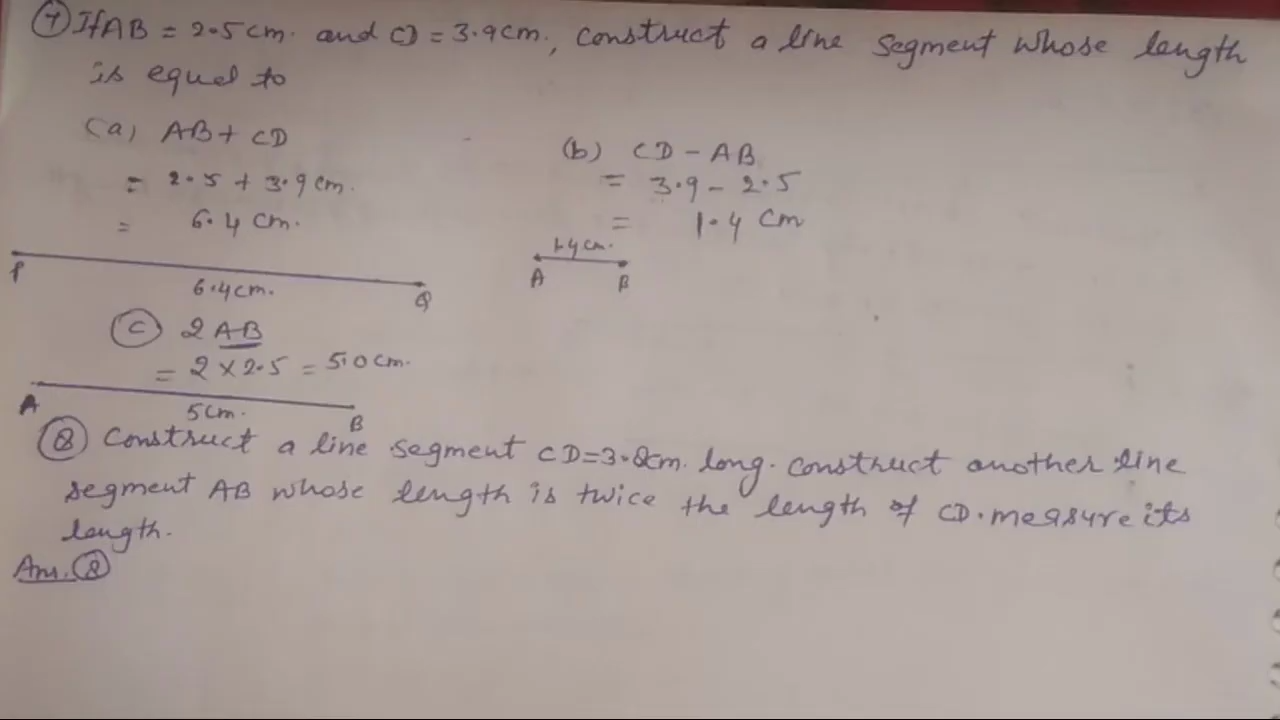 ⑦ If AB = 2.5 cm. and CD = 3.9 cm., construct a line segment whose length
is equal to
(a) AB + CD
= 2.5 + 3.9 cm.
= 6.4 cm.
P Q
6.4 cm.
(b) CD - AB
= 3.9 - 2.5
= 1.4 cm
1.4 cm.
A B
Ⓒ 2 AB
= 2 × 2.5 = 5.0 cm.
A B
5 cm.
⑧ Construct a line segment CD = 3.8 cm. long. construct another line
segment AB whose length is twice the length of CD. measure its
length.
Ans. ⑧